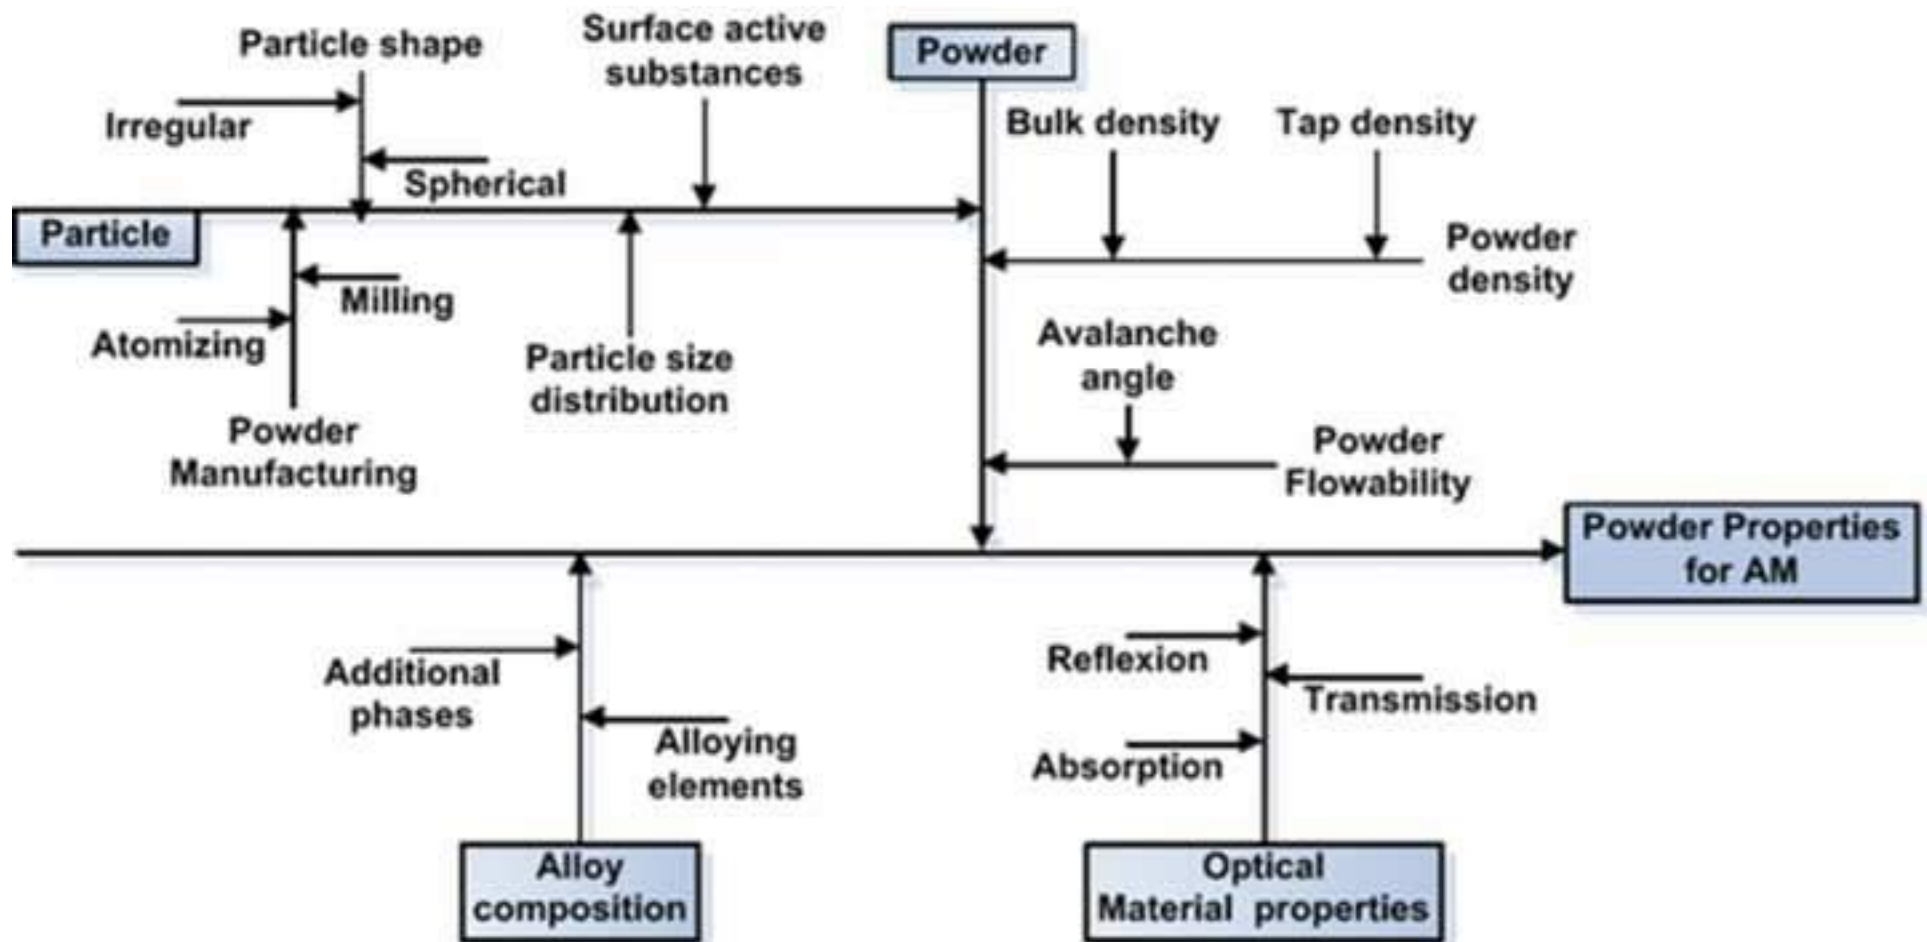 Particle shape
Surface active
substances
Powder
Irregular
Bulk density
Tap density
Spherical
Particle
Powder
density
Milling
Atomizing
Particle size
distribution
Avalanche
angle
Powder
Manufacturing
Powder
Flowability
Powder Properties
for AM
Additional
phases
Reflexion
Transmission
Alloying
elements
Absorption
Alloy
composition
Optical
Material properties